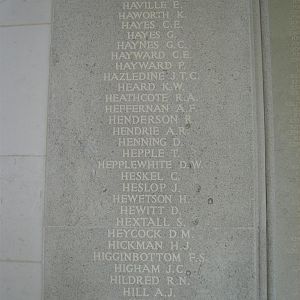 HAVILLE E.
HAWORTH K.
HAYES C.E.
HAYES G.
HAYNES G.C.
HAYWARD C.E.
HAYWARD P.
HAZLEDINE J.T.C.
HEARD K.W.
HEATHCOTE R.A.
HEFFERNAN A.F.
HENDERSON R.
HENDRIE A.R.
HENNING D.
HEPPLE T.
HEPPLEWHITE D.W.
HESKEL C.
HESLOP J.
HEWETSON H.
HEWITT D.
HEXTALL S.
HEYCOCK D.M.
HICKMAN H.J.
HIGGINBOTTOM F.S.
HIGHAM J.C.
HILDRED R.N.
HILL A.J.